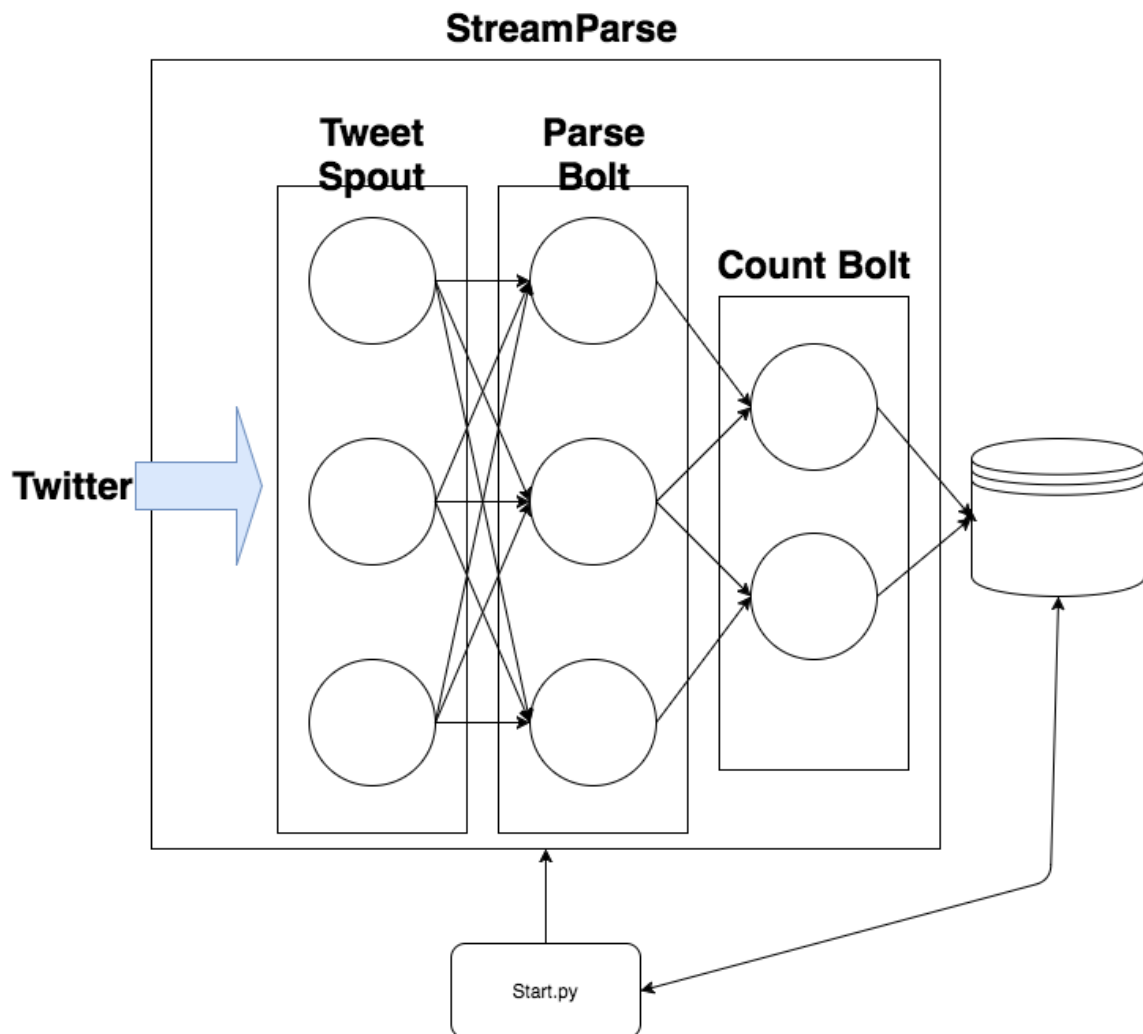 StreamParse
Tweet
Spout
Parse
Bolt
Count Bolt
Twitter
Start.py